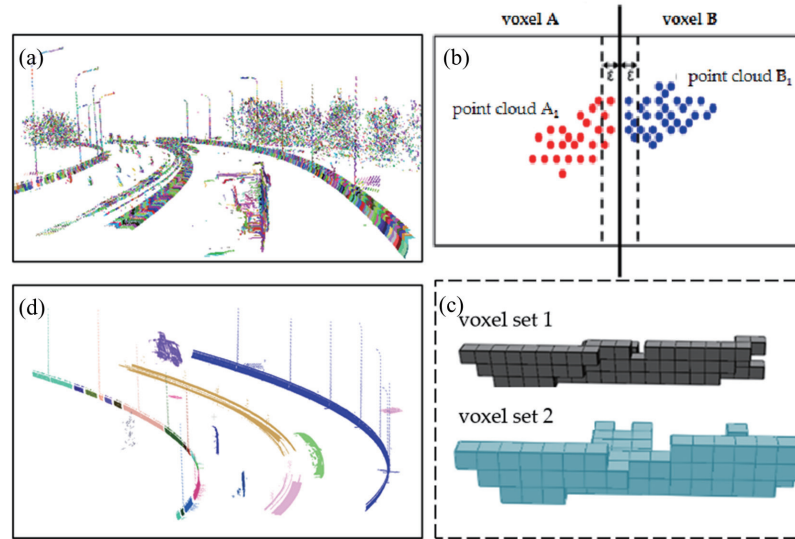 voxel A
voxel B
(a)
(b)
ε ε
point cloud B₁
point cloud A₁
(d)
(c)
voxel set 1
voxel set 2